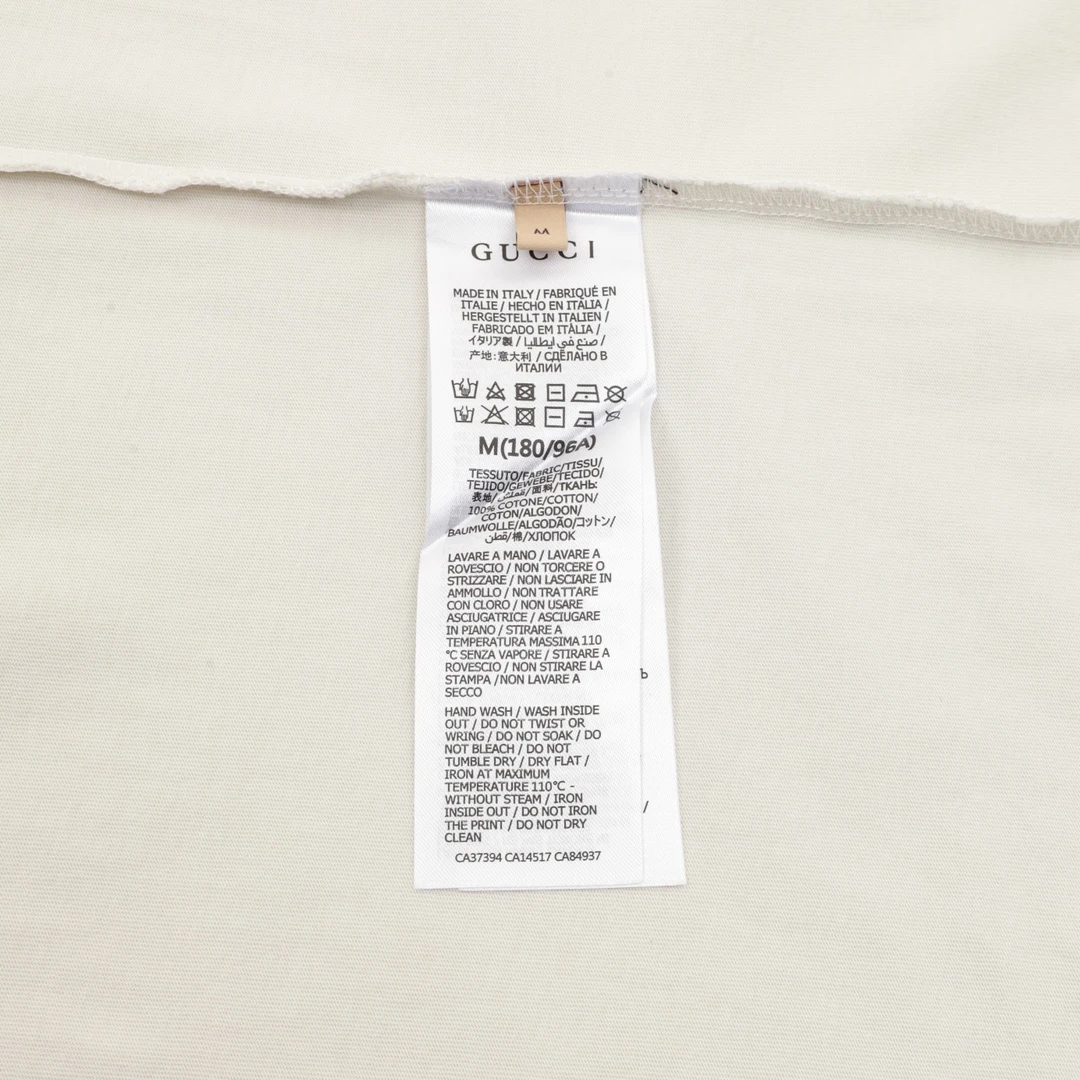 M
GUCCI
MADE IN ITALY / FABRIQUÉ EN
ITALIE / HECHO EN ITALIA /
HERGESTELLT IN ITALIEN /
FABRICADO EM ITÁLIA /
イタリア製 / صنع في ايطاليا /
产地：意大利 / СДЕЛАНО В
ИТАЛИИ
M(180/96A)
TESSUTO/FABRIC/TISSU/
TEJIDO/GEWEBE/TECIDO/
表地/قماش/面料/ТКАНЬ:
100% COTONE/COTTON/
COTON/ALGODON/
BAUMWOLLE/ALGODÃO/コットン/
قطن/棉/ХЛОПОК
LAVARE A MANO / LAVARE A
ROVESCIO / NON TORCERE O
STRIZZARE / NON LASCIARE IN
AMMOLLO / NON TRATTARE
CON CLORO / NON USARE
ASCIUGATRICE / ASCIUGARE
IN PIANO / STIRARE A
TEMPERATURA MASSIMA 110
°C SENZA VAPORE / STIRARE A
ROVESCIO / NON STIRARE LA
STAMPA /NON LAVARE A
SECCO
HAND WASH / WASH INSIDE
OUT / DO NOT TWIST OR
WRING / DO NOT SOAK / DO
NOT BLEACH / DO NOT
TUMBLE DRY / DRY FLAT /
IRON AT MAXIMUM
TEMPERATURE 110°C -
WITHOUT STEAM / IRON
INSIDE OUT / DO NOT IRON
THE PRINT / DO NOT DRY
CLEAN
CA37394 CA14517 CA84937